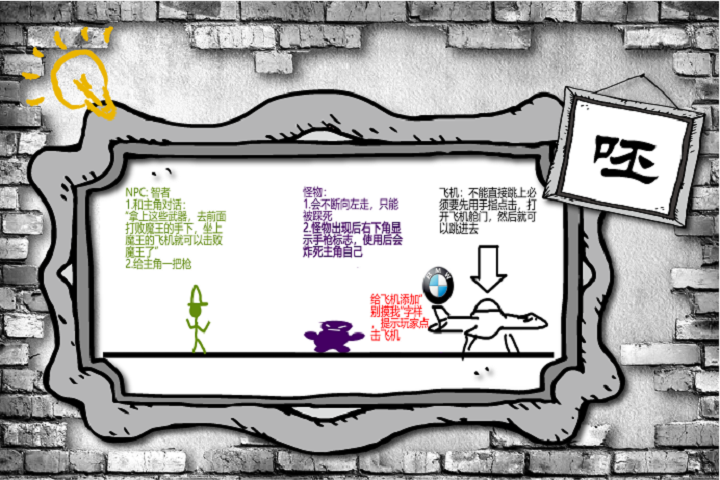 呸
NPC: 智者
1.和主角对话：
“拿上这些武器，去前面
打败魔王的手下，坐上
魔王的飞机就可以击败
魔王了”
2.给主角一把枪
怪物：
1.会不断向左走，只能
被踩死
2.怪物出现后右下角显
示手枪标志，使用后会
炸死主角自己
飞机：不能直接跳上必
须要先用手指点击，打
开飞机舱门，然后就可
以跳进去
BMW
给飞机添加“
别摸我”字样
，提示玩家点
击飞机